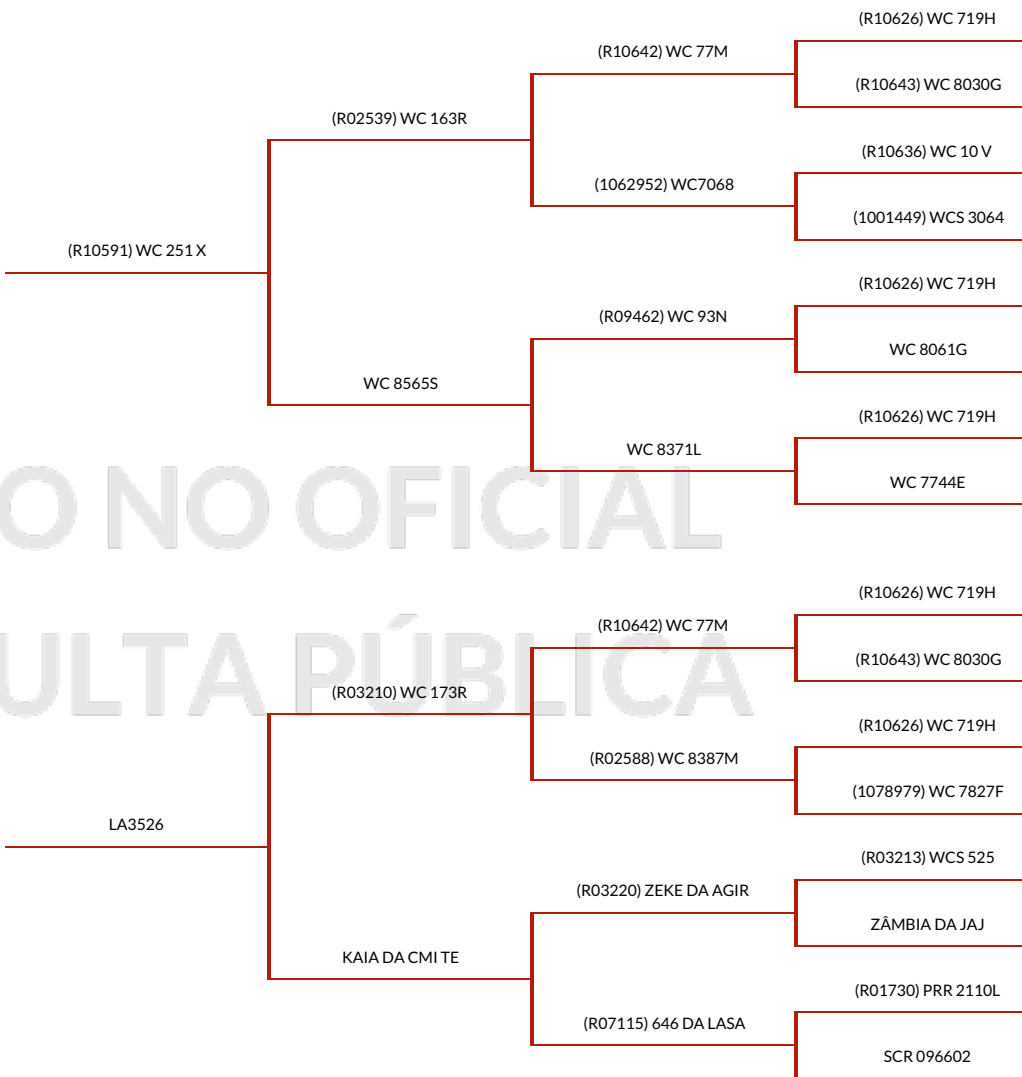 (R10626) WC 719H
(R10642) WC 77M
(R10643) WC 8030G
(R02539) WC 163R
(R10636) WC 10 V
(1062952) WC7068
(1001449) WCS 3064
(R10591) WC 251 X
(R10626) WC 719H
(R09462) WC 93N
WC 8061G
WC 8565S
(R10626) WC 719H
WC 8371L
WC 7744E
O NO OFICIAL
(R10626) WC 719H
(R10642) WC 77M
(R10643) WC 8030G
ULTA PÚBLICA
(R03210) WC 173R
(R10626) WC 719H
(R02588) WC 8387M
(1078979) WC 7827F
LA3526
(R03213) WCS 525
(R03220) ZEKE DA AGIR
ZÂMBIA DA JAJ
KAIA DA CMI TE
(R01730) PRR 2110L
(R07115) 646 DA LASA
SCR 096602